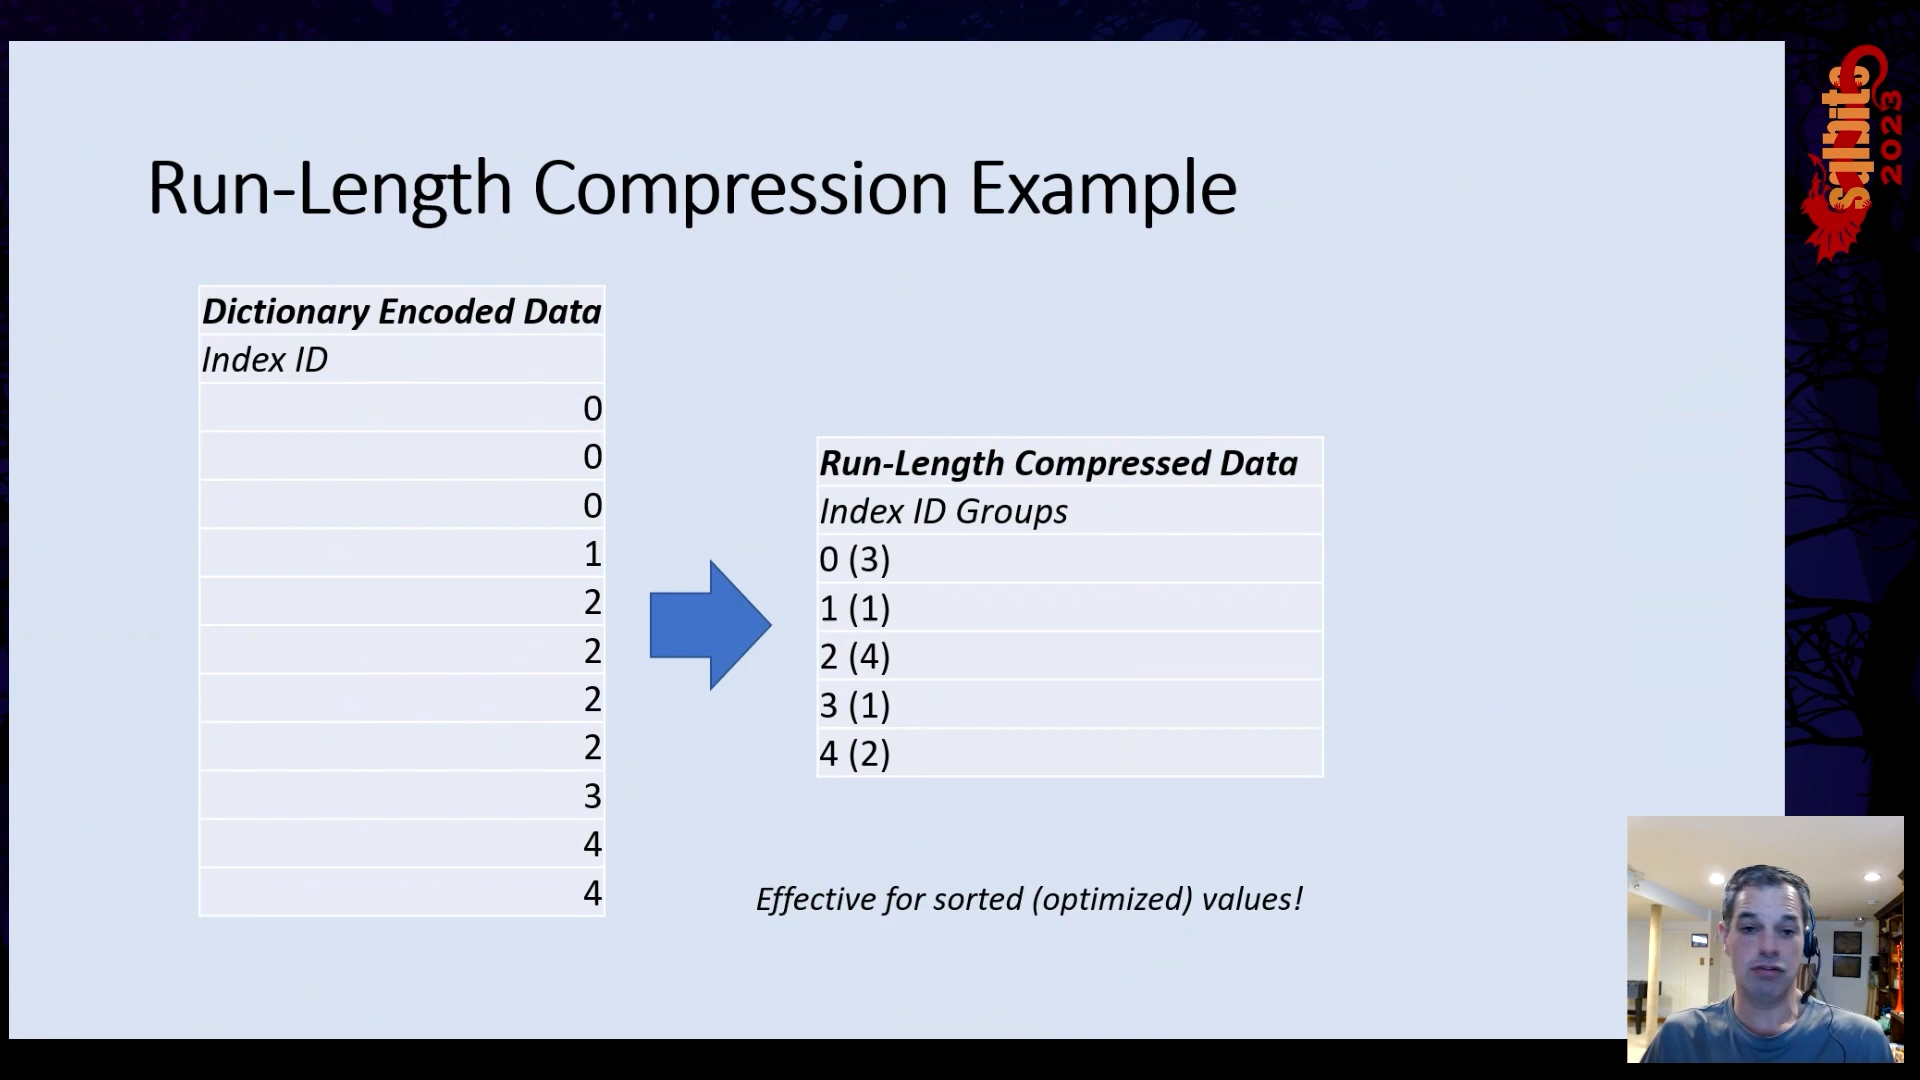 Run-Length Compression Example
Dictionary Encoded Data
Index ID
0
0
0
1
2
2
2
2
3
4
4
Run-Length Compressed Data
Index ID Groups
0 (3)
1 (1)
2 (4)
3 (1)
4 (2)
Effective for sorted (optimized) values!
sqlbits
2023